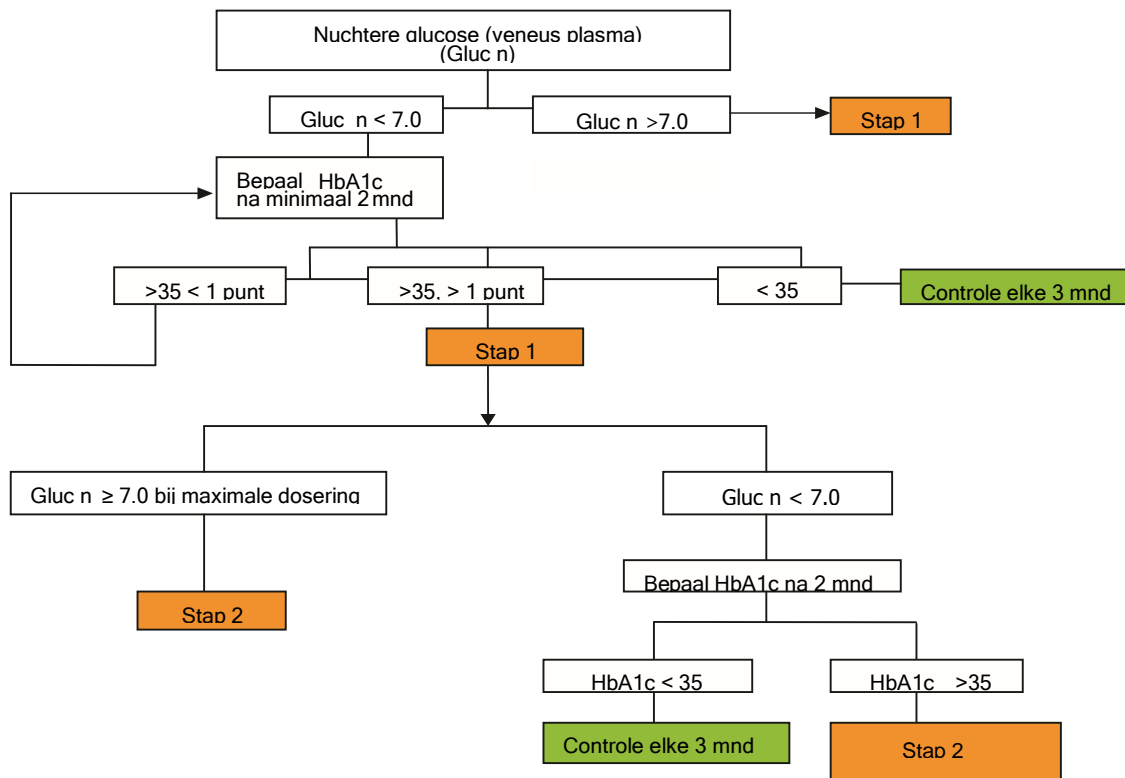 Nuchtere glucose (veneus plasma)
(Gluc n)
Gluc n < 7.0
Gluc n >7.0
Stap 1
Bepaal HbA1c
na minimaal 2 mnd
>35 < 1 punt
>35, > 1 punt
< 35
Controle elke 3 mnd
Stap 1
Gluc n ≥ 7.0 bij maximale dosering
Gluc n < 7.0
Bepaal HbA1c na 2 mnd
Stap 2
HbA1c < 35
HbA1c >35
Controle elke 3 mnd
Stap 2